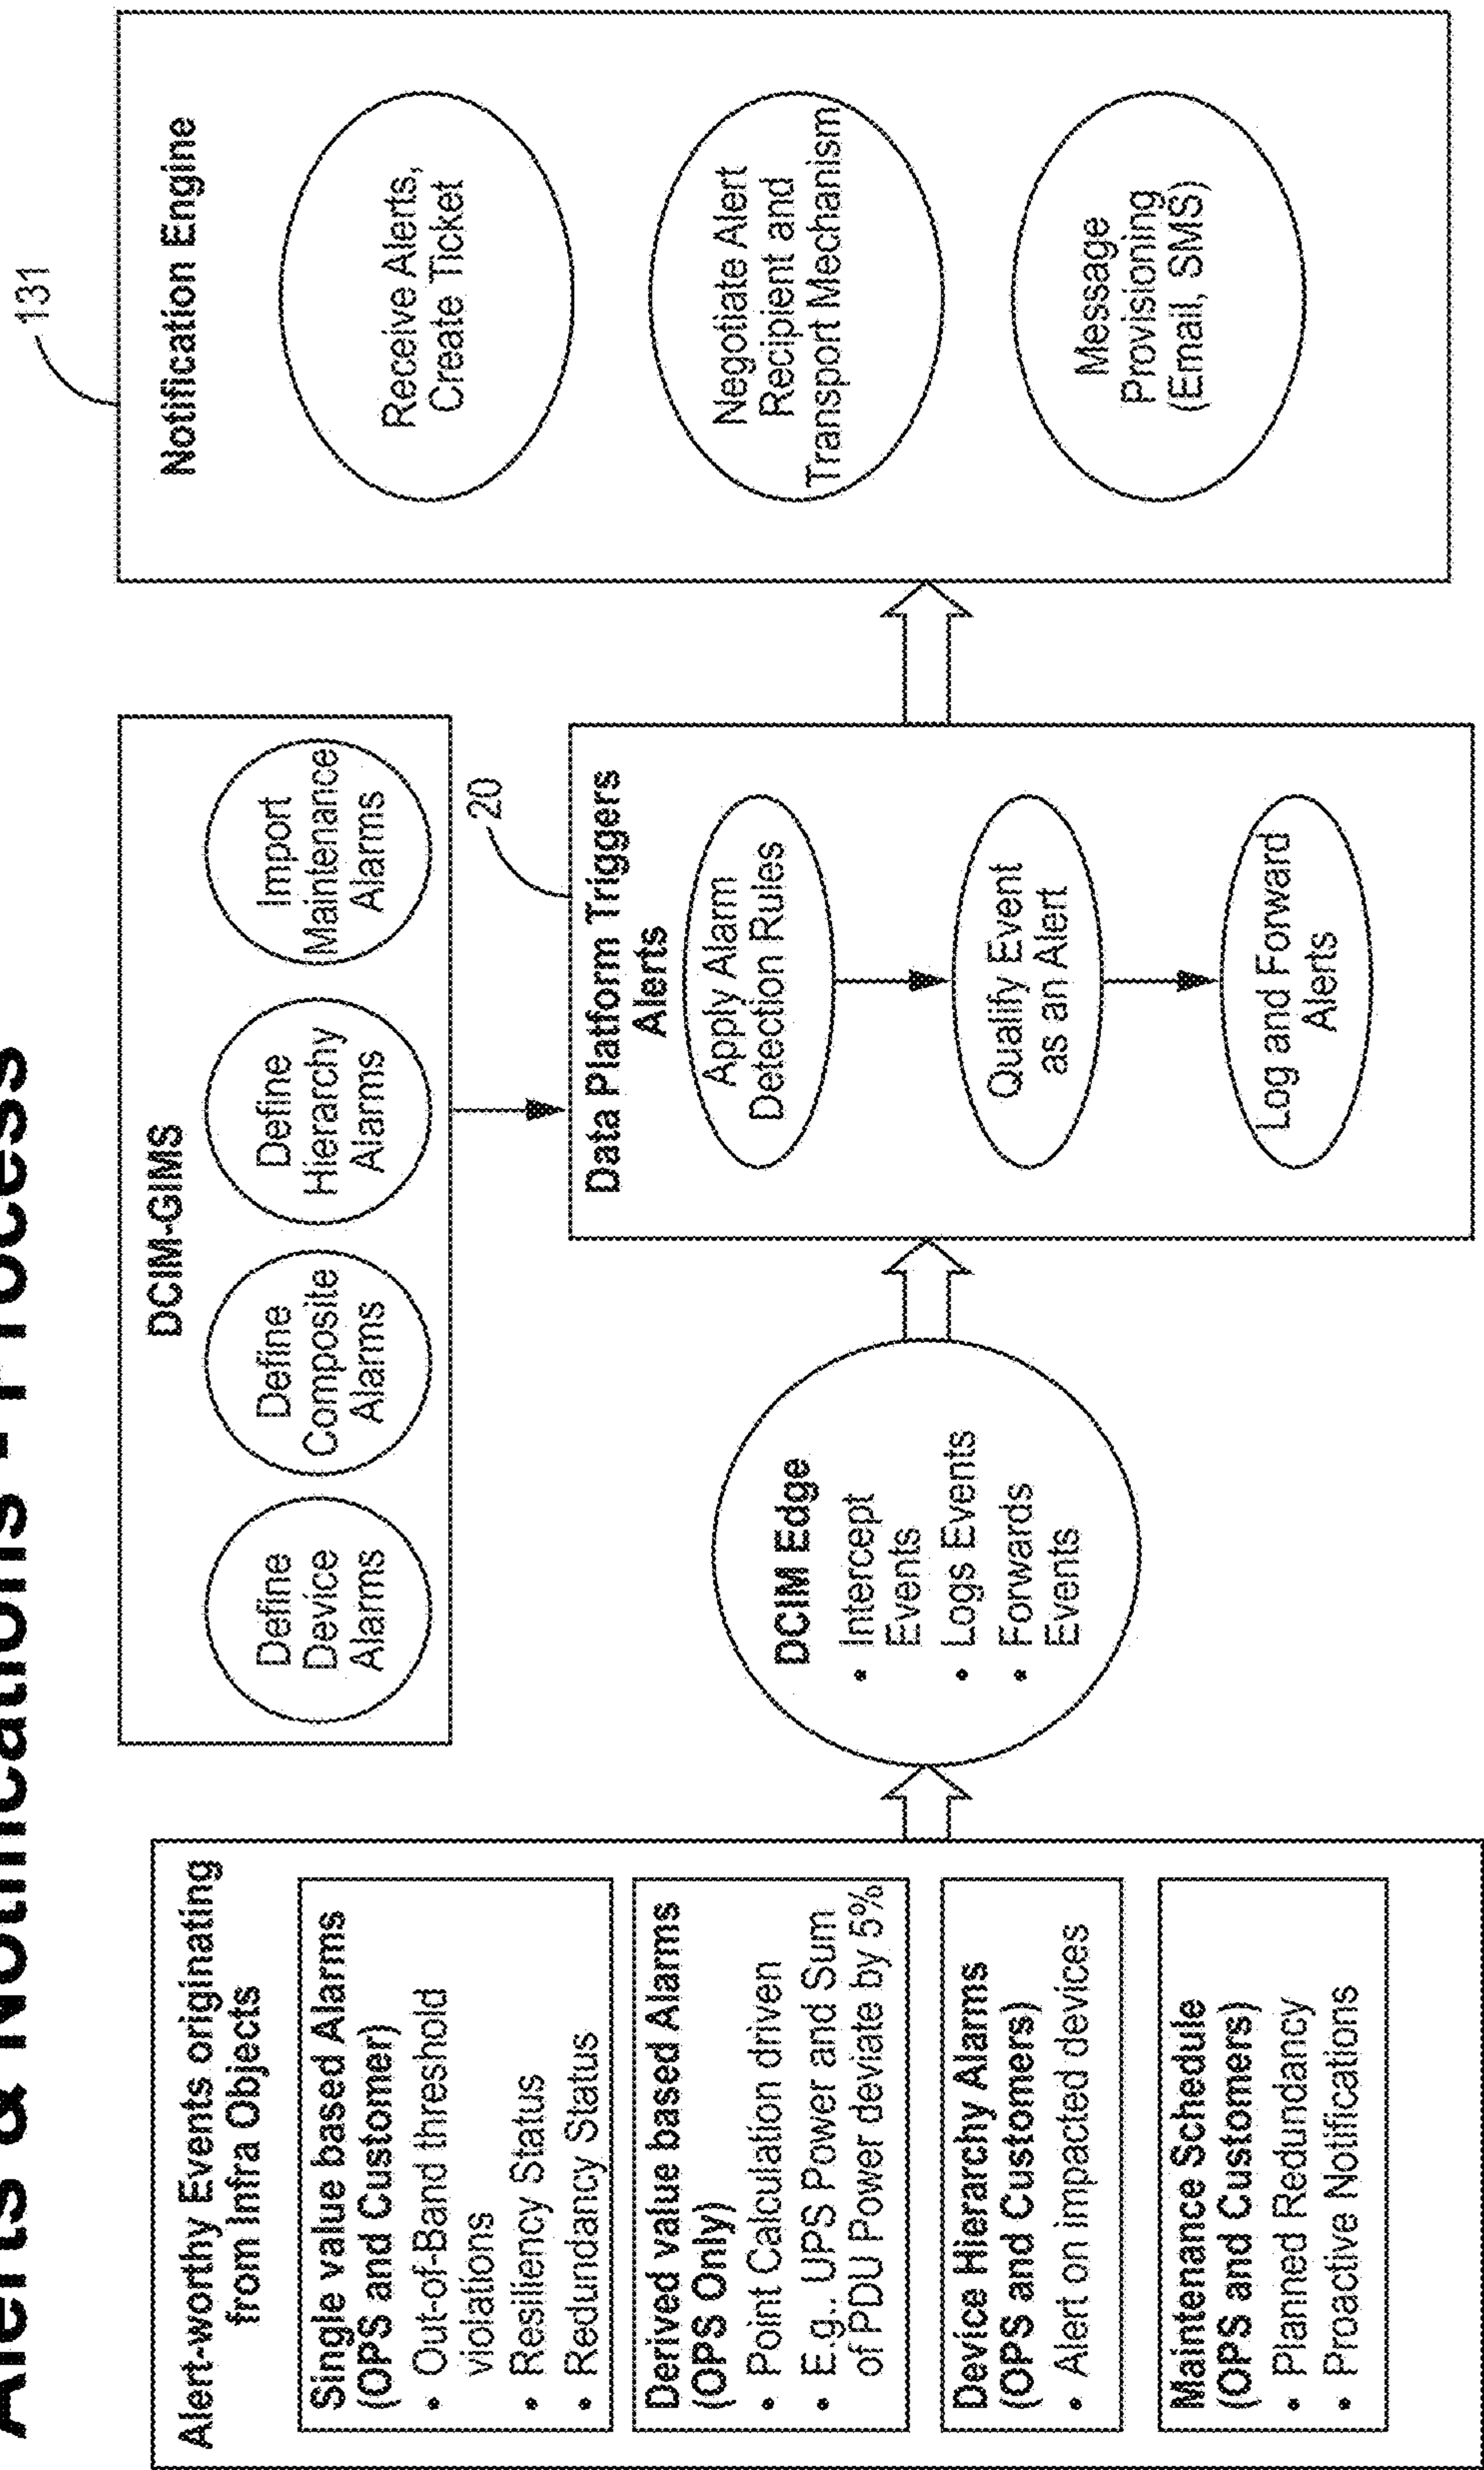 Alerts & Notifications - Process
Alert-worthy Events originating
from Infra Objects
Single value based Alarms
(OPS and Customer)
• Out-of-Band threshold
violations
• Resiliency Status
• Redundancy Status
Derived value based Alarms
(OPS Only)
• Point Calculation driven
• E.g., UPS Power and Sum
of PDU Power deviate by 5%
Device Hierarchy Alarms
(OPS and Customers)
• Alert on impacted devices
Maintenance Schedule
(OPS and Customers)
• Planned Redundancy
• Proactive Notifications
DCIM Edge
• Intercept
Events
• Logs Events
• Forwards
Events
DCIM-GIMS
Define
Device
Alarms
Define
Composite
Alarms
Define
Hierarchy
Alarms
Import
Maintenance
Alarms
20
Data Platform Triggers
Alerts
Apply Alarm
Detection Rules
Qualify Event
as an Alert
Log and Forward
Alerts
131
Notification Engine
Receive Alerts,
Create Ticket
Negotiate Alert
Recipient and
Transport Mechanism
Message
Provisioning
(Email, SMS)